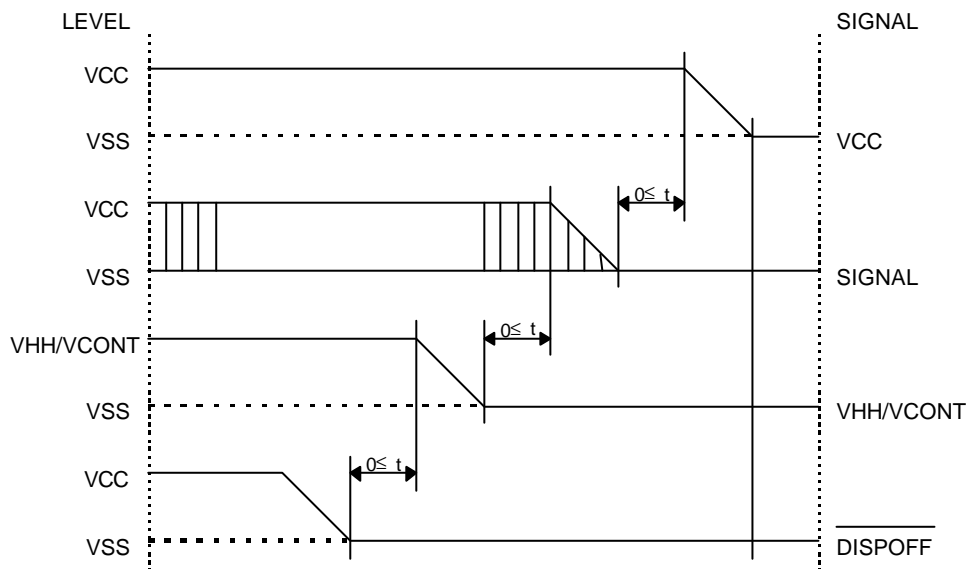 LEVEL SIGNAL
VCC
VSS VCC
0≤ t
VCC
VSS SIGNAL
0≤ t
VHH/VCONT
VSS VHH/VCONT
0≤ t
VCC
VSS DISPOFF